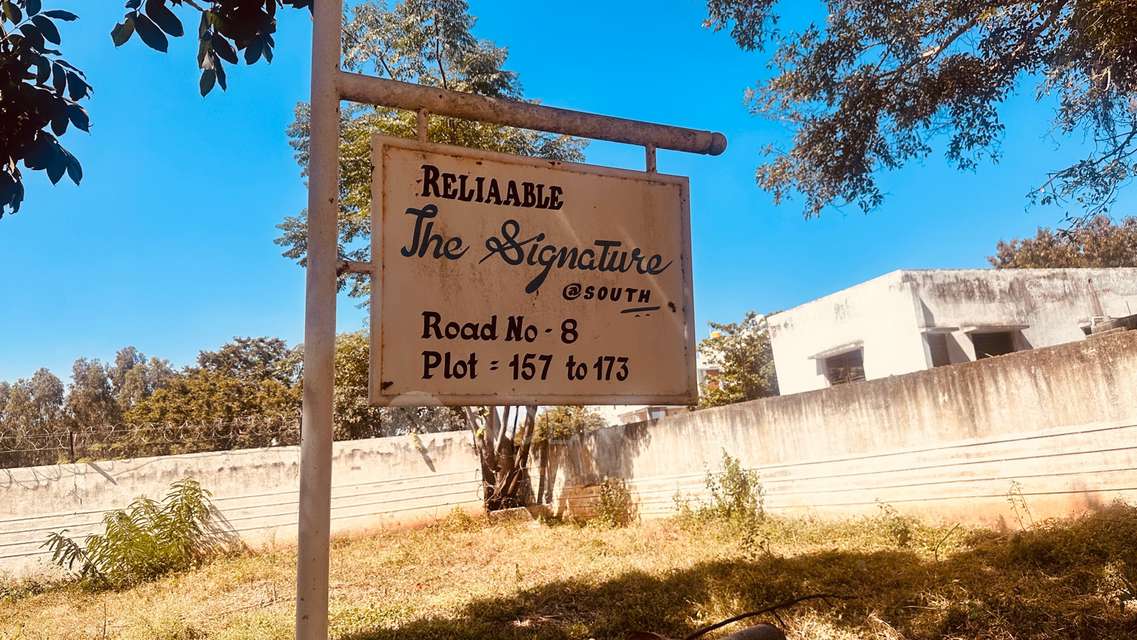 RELIAABLE
The Signature
@SOUTH
Road No - 8
Plot = 157 to 173